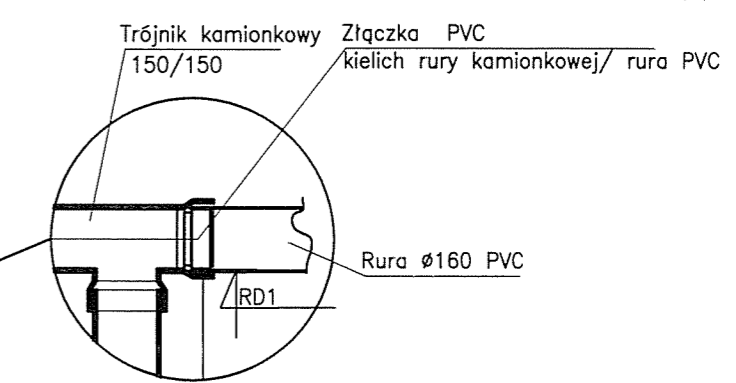 Trójnik kamionkowy
150/150
Złączka PVC
kielich rury kamionkowej/ rura PVC
Rura ø160 PVC
RD1